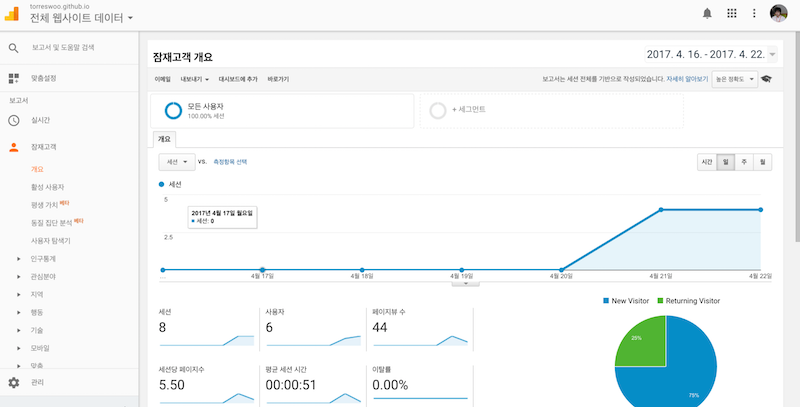 torreswoo.github.io
전체 웹사이트 데이터
보고서 및 도움말 검색
맞춤설정
보고서
실시간
잠재고객
개요
활성 사용자
평생 가치 베타
동질 집단 분석 베타
사용자 탐색기
인구통계
관심분야
지역
행동
기술
모바일
맞춤
관리
잠재고객 개요
2017. 4. 16. - 2017. 4. 22.
이메일 내보내기 대시보드에 추가 바로가기
보고서는 세션 전체를 기반으로 작성되었습니다. 자세히 알아보기 높은 정확도
모든 사용자
100.00% 세션
+ 세그먼트
개요
세션 vs. 측정항목 선택
시간 일 주 월
세션
5
2017년 4월 17일 월요일
세션: 0
2.5
... 4월 17일 4월 18일 4월 19일 4월 20일 4월 21일 4월 22일
세션
8
사용자
6
페이지뷰 수
44
세션당 페이지수
5.50
평균 세션 시간
00:00:51
이탈률
0.00%
New Visitor Returning Visitor
25%
75%